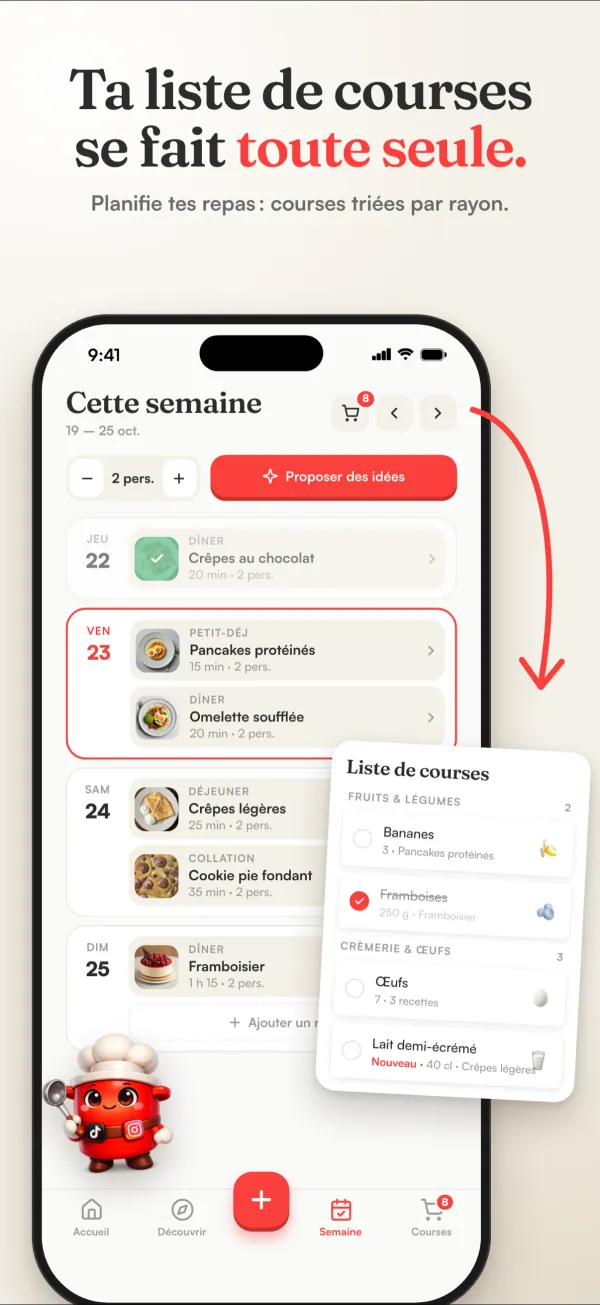 Ta liste de courses
se fait toute seule.
Planifie tes repas : courses triées par rayon.
9:41
Cette semaine
8
19 — 25 oct.
2 pers.
Proposer des idées
JEU
22
DÎNER
Crêpes au chocolat
20 min · 2 pers.
VEN
23
PETIT-DÉJ
Pancakes protéinés
15 min · 2 pers.
DÎNER
Omelette soufflée
20 min · 2 pers.
SAM
24
DÉJEUNER
Crêpes légères
25 min · 2 pers.
COLLATION
Cookie pie fondant
35 min · 2 pers.
DIM
25
DÎNER
Framboisier
1 h 15 · 2 pers.
+ Ajouter un r
Liste de courses
FRUITS & LÉGUMES 2
Bananes
3 · Pancakes protéinés
Framboises
250 g · Framboisier
CRÈMERIE & ŒUFS 3
Œufs
7 · 3 recettes
Lait demi-écrémé
Nouveau · 40 cl · Crêpes légères
Accueil
Découvrir
Semaine
8
Courses